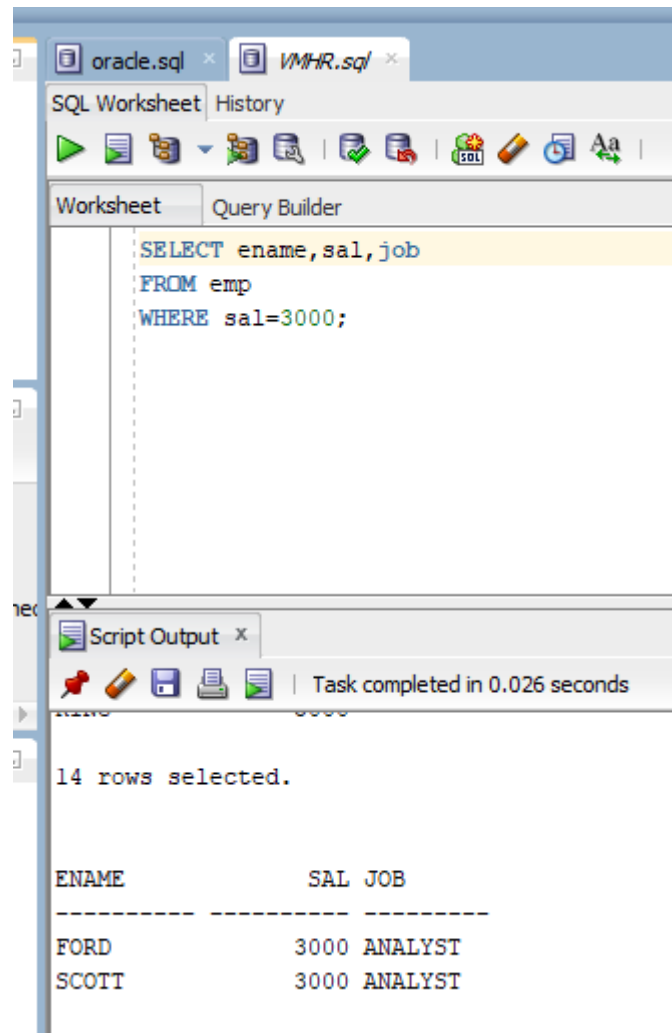 oracle.sql
VMHR.sql
SQL Worksheet History
Worksheet Query Builder
SELECT ename,sal,job
FROM emp
WHERE sal=3000;
Script Output x
Task completed in 0.026 seconds
14 rows selected.
ENAME SAL JOB
---------- ---------- ---------
FORD 3000 ANALYST
SCOTT 3000 ANALYST